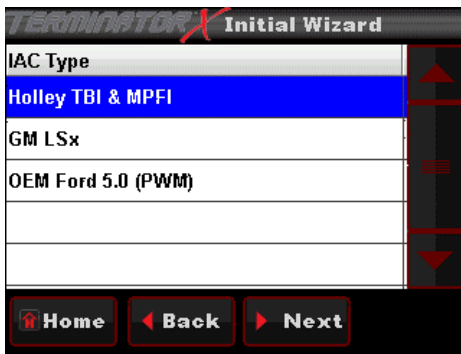 TERMINATOR X Initial Wizard
IAC Type
Holley TBI & MPFI
GM LSx
OEM Ford 5.0 (PWM)
Home Back Next